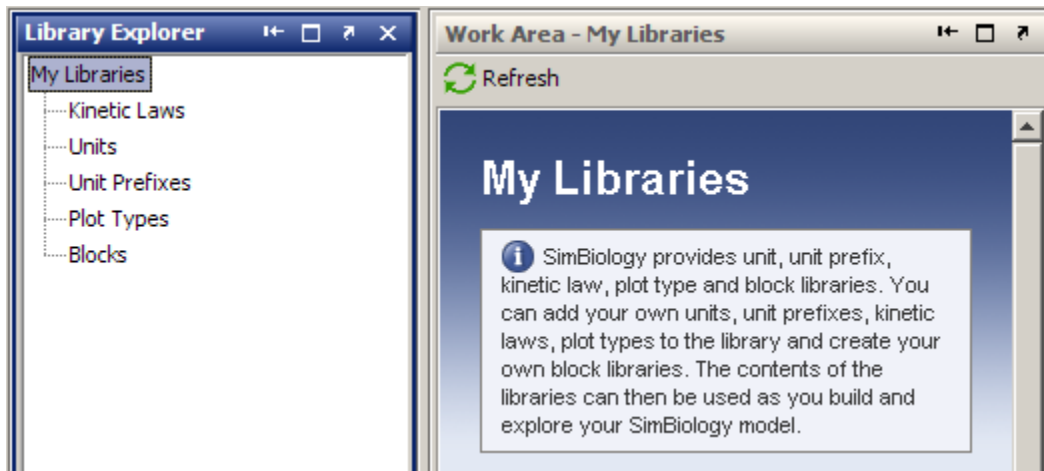 Library Explorer
My Libraries
Kinetic Laws
Units
Unit Prefixes
Plot Types
Blocks
Work Area - My Libraries
Refresh
My Libraries
SimBiology provides unit, unit prefix,
kinetic law, plot type and block libraries. You
can add your own units, unit prefixes, kinetic
laws, plot types to the library and create your
own block libraries. The contents of the
libraries can then be used as you build and
explore your SimBiology model.